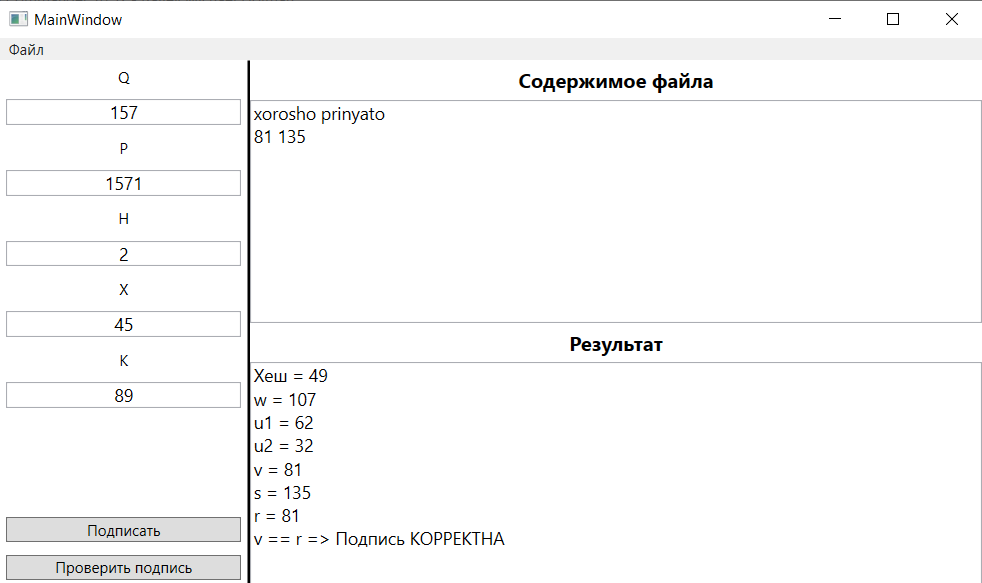 MainWindow
Файл
Q
157
P
1571
H
2
X
45
K
89
Подписать
Проверить подпись
Содержимое файла
xorosho prinyato
81 135
Результат
Хеш = 49
w = 107
u1 = 62
u2 = 32
v = 81
s = 135
r = 81
v == r => Подпись КОРРЕКТНА